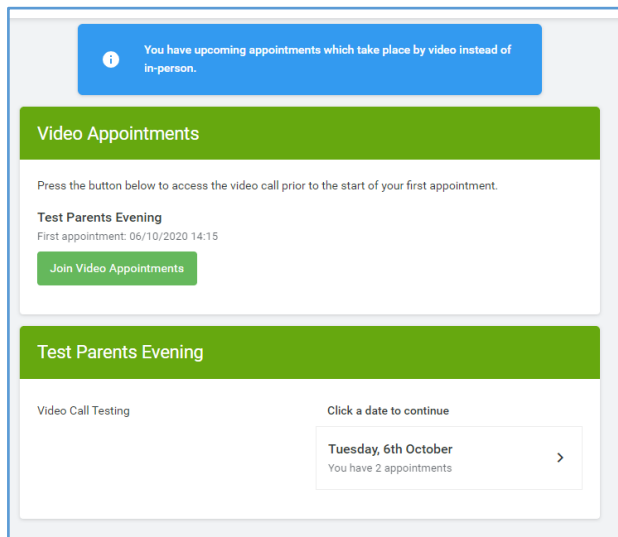 You have upcoming appointments which take place by video instead of
in-person.
Video Appointments
Press the button below to access the video call prior to the start of your first appointment.
Test Parents Evening
First appointment: 06/10/2020 14:15
Join Video Appointments
Test Parents Evening
Video Call Testing
Click a date to continue
Tuesday, 6th October
You have 2 appointments